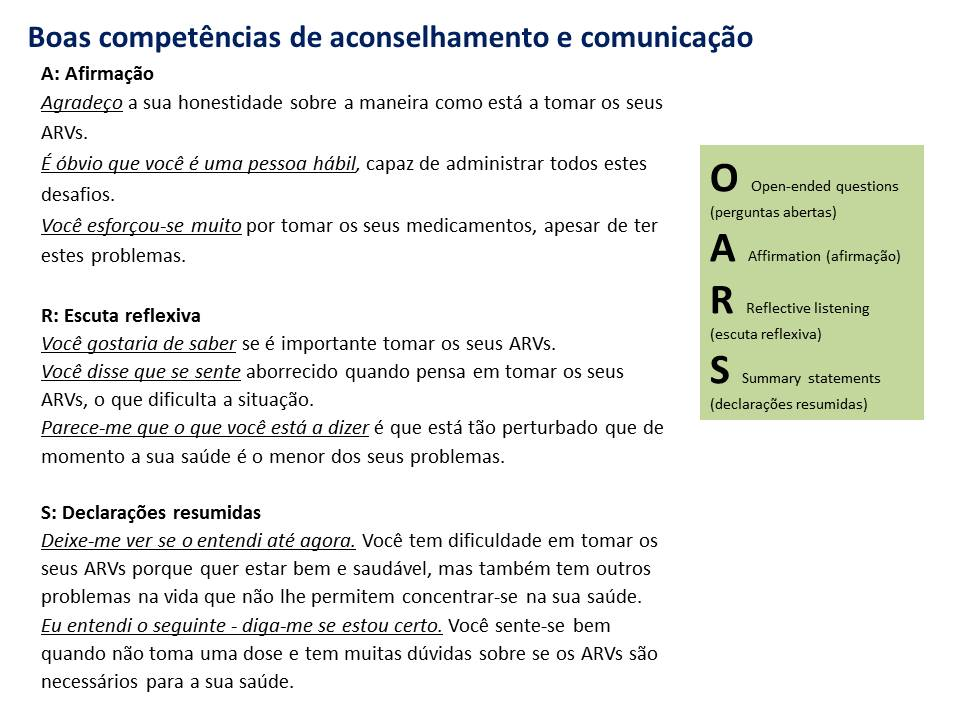 Boas competências de aconselhamento e comunicação
A: Afirmação
Agradeço a sua honestidade sobre a maneira como está a tomar os seus
ARVs.
É óbvio que você é uma pessoa hábil, capaz de administrar todos estes
desafios.
Você esforçou-se muito por tomar os seus medicamentos, apesar de ter
estes problemas.
R: Escuta reflexiva
Você gostaria de saber se é importante tomar os seus ARVs.
Você disse que se sente aborrecido quando pensa em tomar os seus
ARVs, o que dificulta a situação.
Parece-me que o que você está a dizer é que está tão perturbado que de
momento a sua saúde é o menor dos seus problemas.
S: Declarações resumidas
Deixe-me ver se o entendi até agora. Você tem dificuldade em tomar os
seus ARVs porque quer estar bem e saudável, mas também tem outros
problemas na vida que não lhe permitem concentrar-se na sua saúde.
Eu entendi o seguinte - diga-me se estou certo. Você sente-se bem
quando não toma uma dose e tem muitas dúvidas sobre se os ARVs são
necessários para a sua saúde.
O Open-ended questions
(perguntas abertas)
A Affirmation (afirmação)
R Reflective listening
(escuta reflexiva)
S Summary statements
(declarações resumidas)